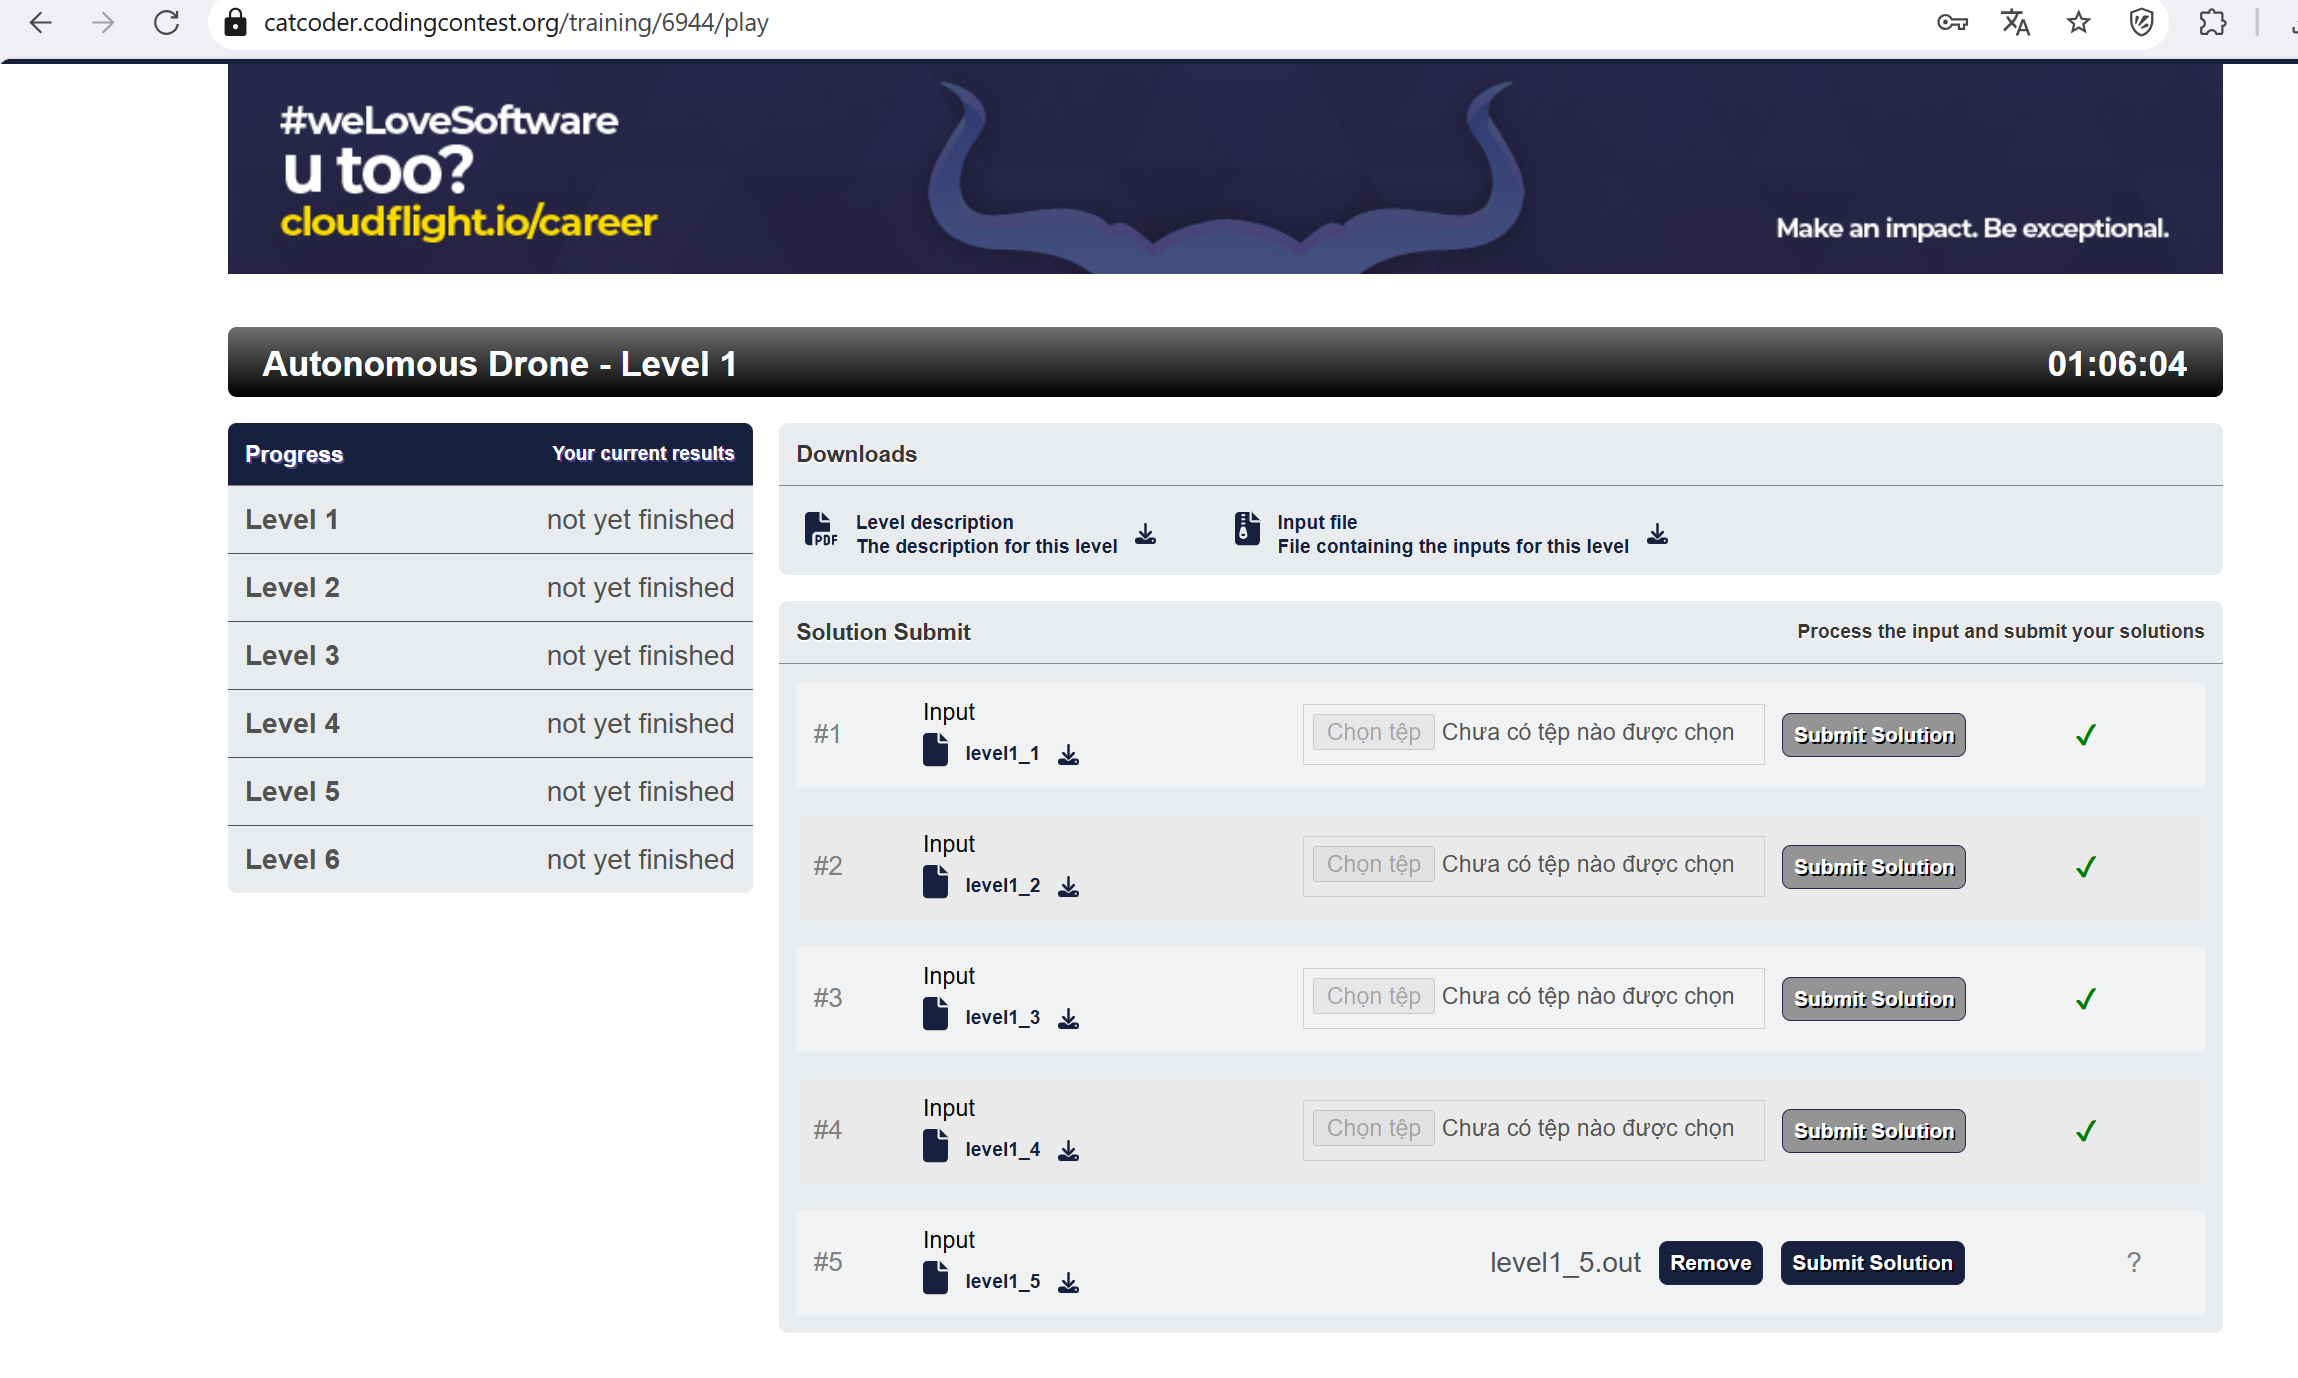 catcoder.codingcontest.org/training/6944/play
#weLoveSoftware
u too?
cloudflight.io/career
Make an impact. Be exceptional.
Autonomous Drone - Level 1
01:06:04
Progress
Your current results
Level 1
not yet finished
Level 2
not yet finished
Level 3
not yet finished
Level 4
not yet finished
Level 5
not yet finished
Level 6
not yet finished
Downloads
PDF
Level description
The description for this level
Input file
File containing the inputs for this level
Solution Submit
Process the input and submit your solutions
#1
Input
level1_1
Chọn tệp Chưa có tệp nào được chọn
Submit Solution
✓
#2
Input
level1_2
Chọn tệp Chưa có tệp nào được chọn
Submit Solution
✓
#3
Input
level1_3
Chọn tệp Chưa có tệp nào được chọn
Submit Solution
✓
#4
Input
level1_4
Chọn tệp Chưa có tệp nào được chọn
Submit Solution
✓
#5
Input
level1_5
level1_5.out
Remove
Submit Solution
?